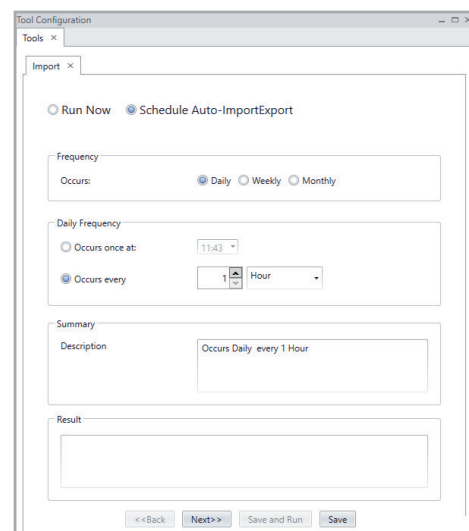 Tool Configuration
Tools ×
Import ×
Run Now Schedule Auto-ImportExport
Frequency
Occurs: Daily Weekly Monthly
Daily Frequency
Occurs once at: 11:43
Occurs every 1 Hour
Summary
Description Occurs Daily  every 1 Hour
Result
<<Back Next>> Save and Run Save